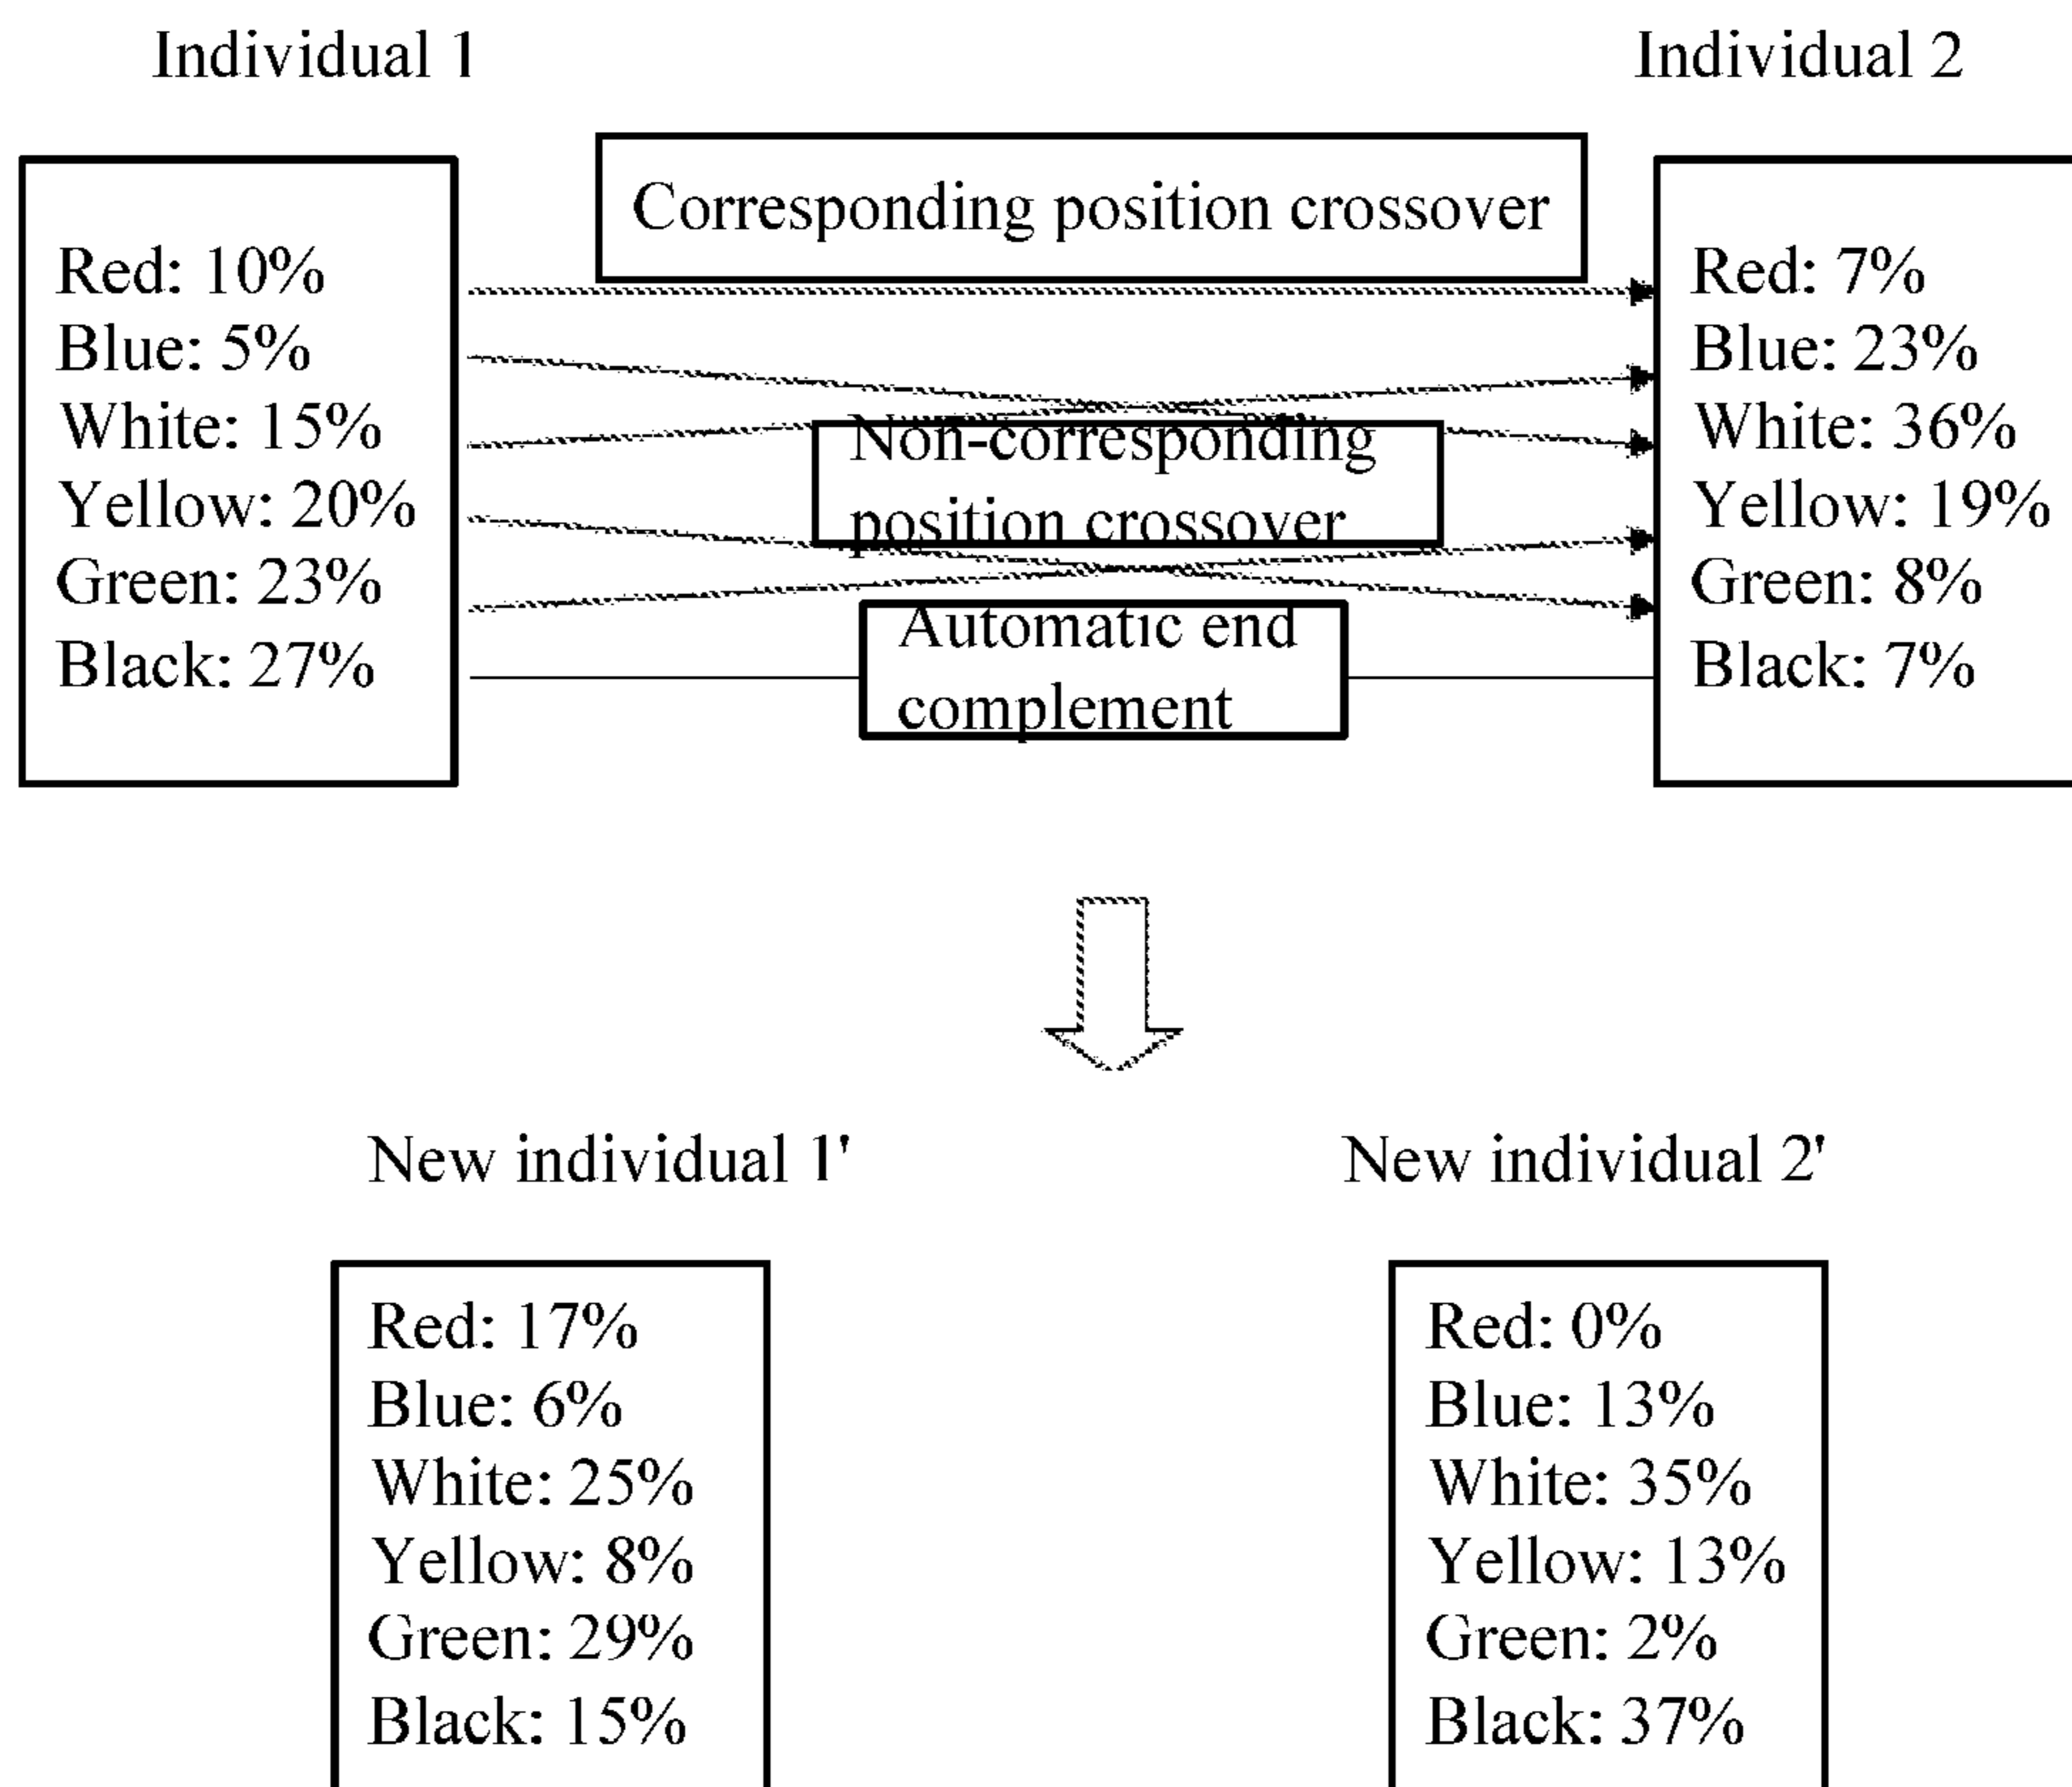 Individual 1
Individual 2
Corresponding position crossover
Red: 10%
Blue: 5%
White: 15%
Yellow: 20%
Green: 23%
Black: 27%
Non-corresponding
position crossover
Automatic end
complement
Red: 7%
Blue: 23%
White: 36%
Yellow: 19%
Green: 8%
Black: 7%
New individual 1'
New individual 2'
Red: 17%
Blue: 6%
White: 25%
Yellow: 8%
Green: 29%
Black: 15%
Red: 0%
Blue: 13%
White: 35%
Yellow: 13%
Green: 2%
Black: 37%